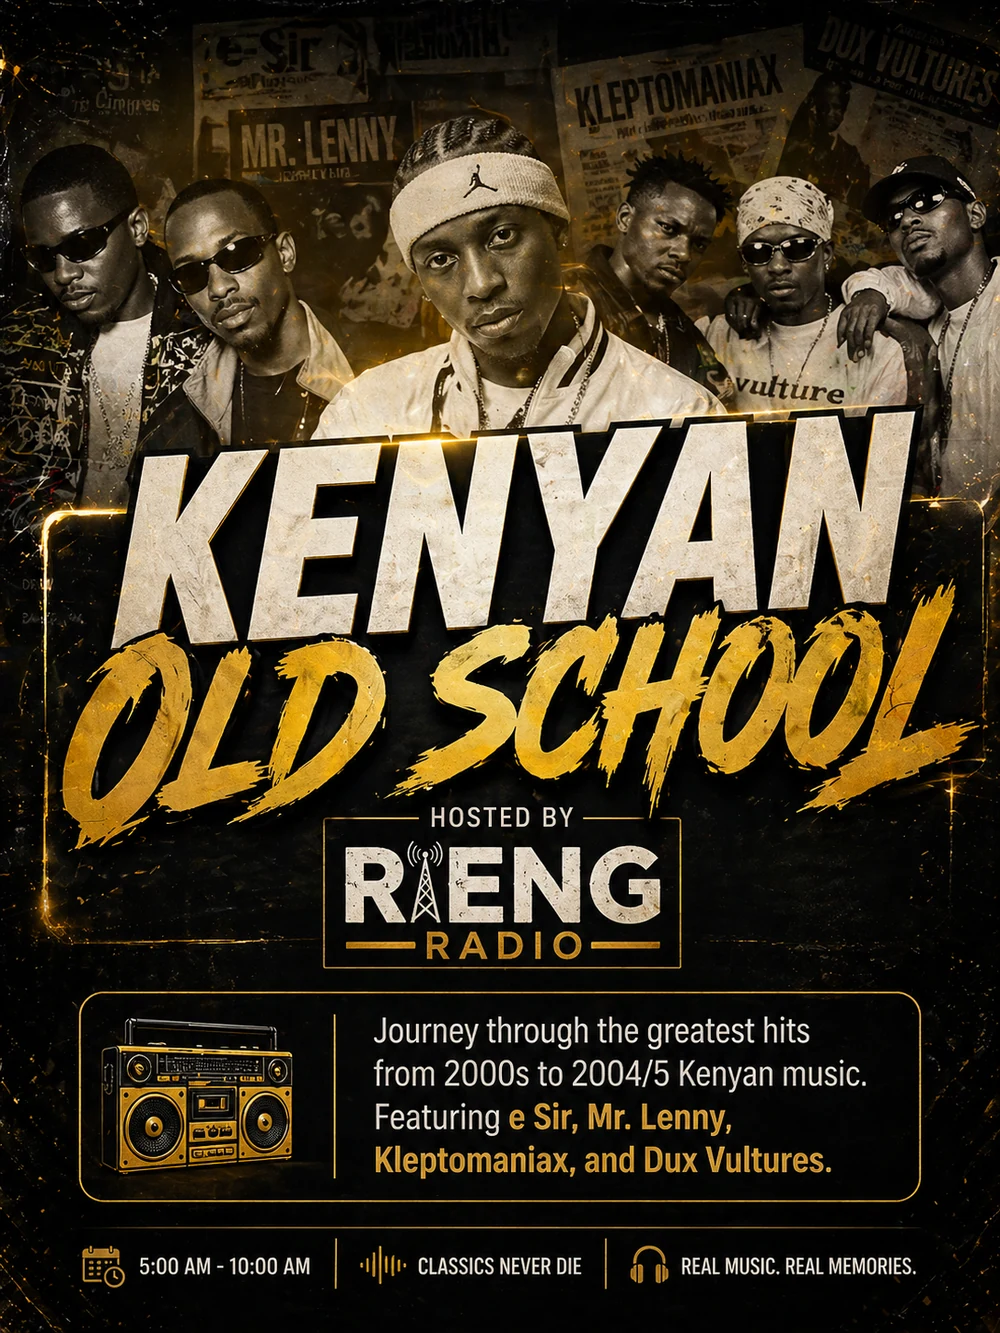 e-Sir
MR. LENNY
KLEPTOMANIAX
DUX VULTURES
vulture
KENYAN
OLD SCHOOL
HOSTED BY
RIENG
RADIO
Journey through the greatest hits
from 2000s to 2004/5 Kenyan music.
Featuring e Sir, Mr. Lenny,
Kleptomaniax, and Dux Vultures.
5:00 AM - 10:00 AM
CLASSICS NEVER DIE
REAL MUSIC. REAL MEMORIES.